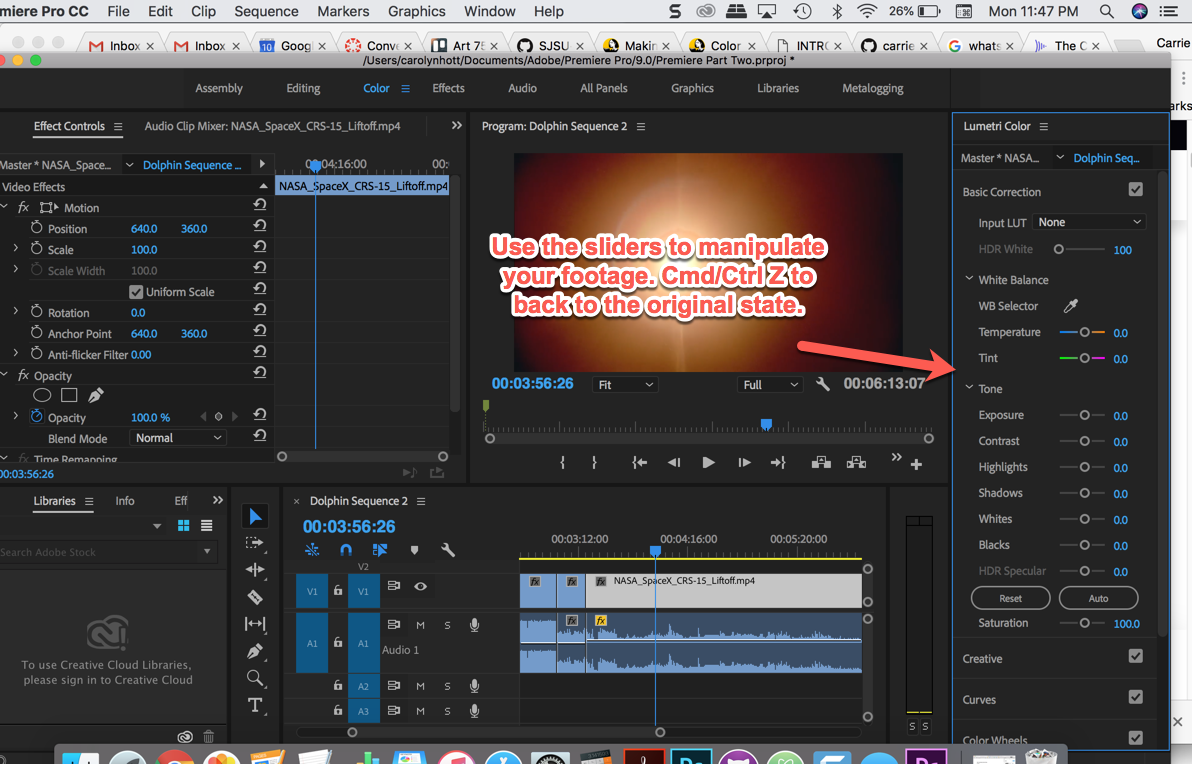 emiere Pro CC File Edit Clip Sequence Markers Graphics Window Help S 26% Mon 11:47 PM
Inbox × Inbox × 10 Googl × Conv × Art 75 × SJSU × Makin × Color × INTRO × carrie × whats × The C × Carrie
/Users/carolynhott/Documents/Adobe/Premiere Pro/9.0/Premiere Part Two.prproj *
Assembly Editing Color Effects Audio All Panels Graphics Libraries Metalogging
Effect Controls Audio Clip Mixer: NASA_SpaceX_CRS-15_Liftoff.mp4 >>
Master * NASA_Space... Dolphin Sequence ... 00:04:16:00 00:
Video Effects NASA_SpaceX_CRS-15_Liftoff.mp4
fx Motion
Position 640.0 360.0
Scale 100.0
Scale Width 100.0
Uniform Scale
Rotation 0.0
Anchor Point 640.0 360.0
Anti-flicker Filter 0.00
fx Opacity
Opacity 100.0 %
Blend Mode Normal
fx Time Remapping
00:03:56:26
Program: Dolphin Sequence 2
Use the sliders to manipulate
your footage. Cmd/Ctrl Z to
back to the original state.
00:03:56:26 Fit Full 00:06:13:07
Lumetri Color
Master * NASA... Dolphin Seq...
Basic Correction
Input LUT None
HDR White 100
White Balance
WB Selector
Temperature 0.0
Tint 0.0
Tone
Exposure 0.0
Contrast 0.0
Highlights 0.0
Shadows 0.0
Whites 0.0
Blacks 0.0
HDR Specular 0.0
Reset Auto
Saturation 100.0
Creative
Curves
Color Wheels
Libraries Info Eff >>
Search Adobe Stock
To use Creative Cloud Libraries,
please sign in to Creative Cloud
× Dolphin Sequence 2
00:03:56:26
00:03:12:00 00:04:16:00 00:05:20:00
V2
V1 V1 fx fx fx NASA_SpaceX_CRS-15_Liftoff.mp4
A1 A1 M S fx fx
Audio 1
A2 M S
A3 M S
S S